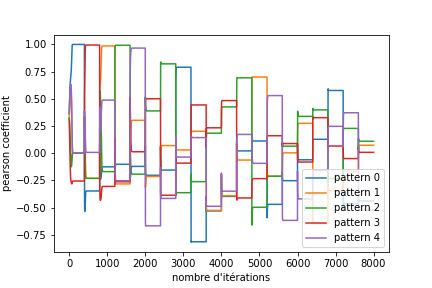 1.00
0.75
0.50
0.25
0.00
−0.25
−0.50
−0.75
pearson coefficient
0 1000 2000 3000 4000 5000 6000 7000 8000
nombre d'itérations
pattern 0
pattern 1
pattern 2
pattern 3
pattern 4